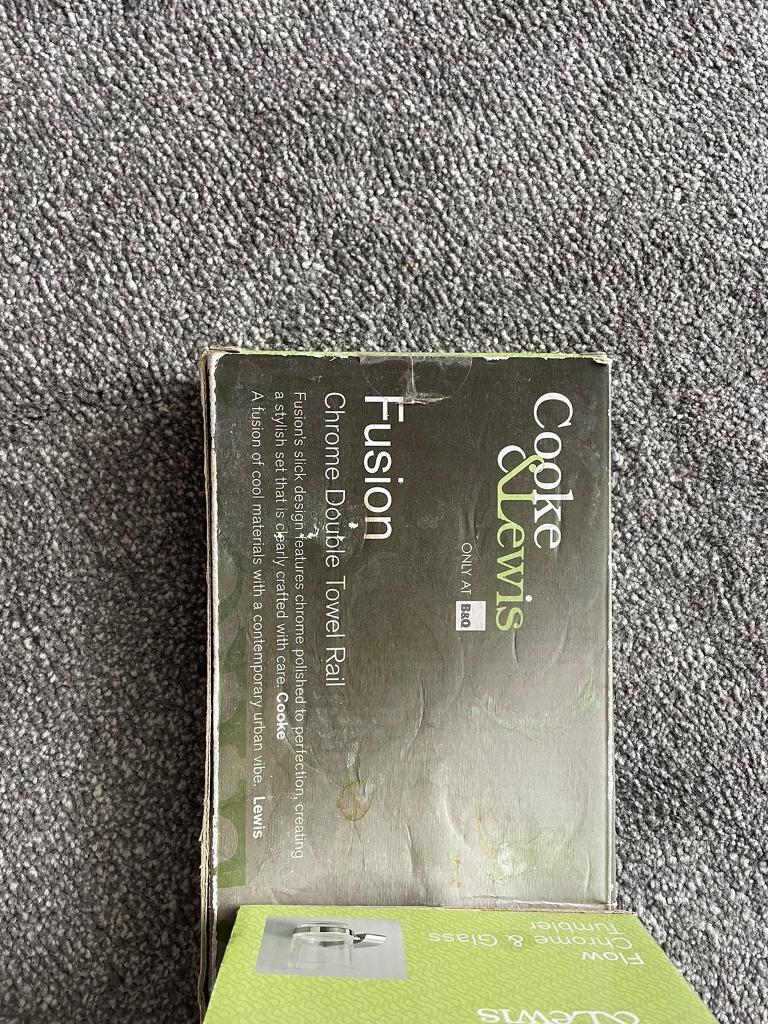 Cooke
&Lewis
ONLY AT B&Q
Fusion
Chrome Double Towel Rail
Fusion's slick design features chrome polished to perfection, creating
a stylish set that is clearly crafted with care. Cooke
A fusion of cool materials with a contemporary urban vibe. Lewis
&Lewis
Flow
Chrome & Glass
Tumbler